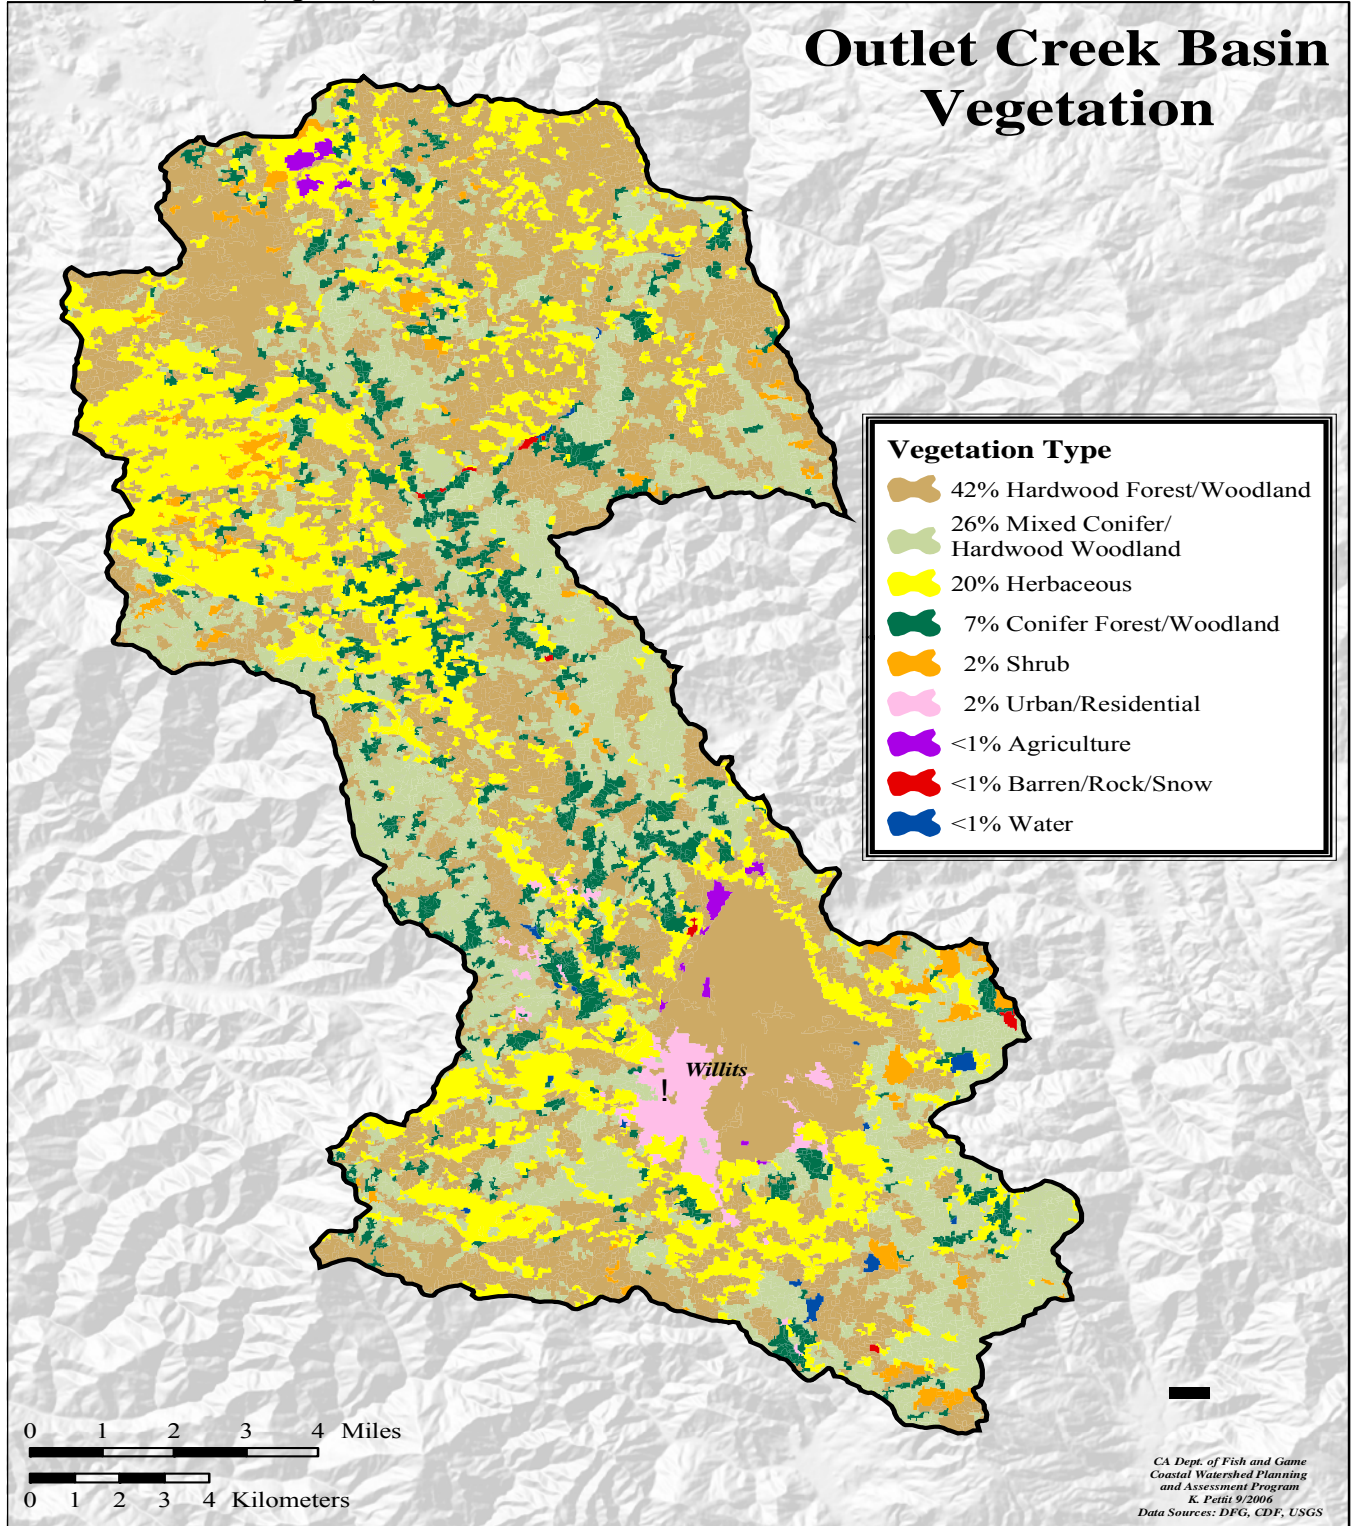 Outlet Creek Basin
Vegetation
Vegetation Type
42% Hardwood Forest/Woodland
26% Mixed Conifer/
Hardwood Woodland
20% Herbaceous
7% Conifer Forest/Woodland
2% Shrub
2% Urban/Residential
<1% Agriculture
<1% Barren/Rock/Snow
<1% Water
Willits
!
0 1 2 3 4 Miles
0 1 2 3 4 Kilometers
CA Dept. of Fish and Game
Coastal Watershed Planning
and Assessment Program
K. Pettit 9/2006
Data Sources: DFG, CDF, USGS